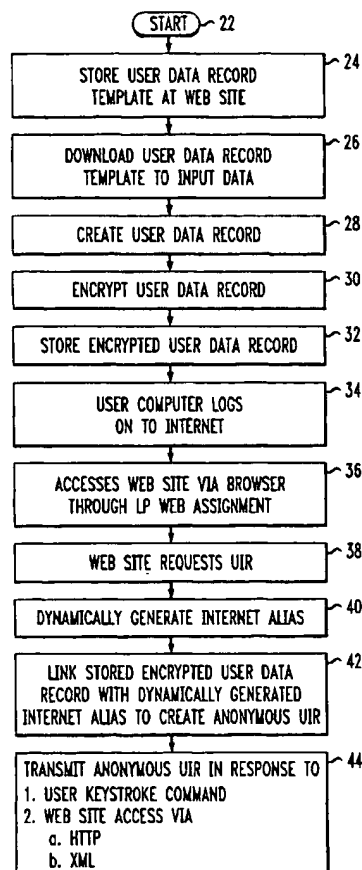 START 22
24
STORE USER DATA RECORD
TEMPLATE AT WEB SITE
26
DOWNLOAD USER DATA RECORD
TEMPLATE TO INPUT DATA
28
CREATE USER DATA RECORD
30
ENCRYPT USER DATA RECORD
32
STORE ENCRYPTED USER DATA RECORD
34
USER COMPUTER LOGS
ON TO INTERNET
36
ACCESSES WEB SITE VIA BROWSER
THROUGH LP WEB ASSIGNMENT
38
WEB SITE REQUESTS UIR
40
DYNAMICALLY GENERATE INTERNET ALIAS
42
LINK STORED ENCRYPTED USER DATA
RECORD WITH DYNAMICALLY GENERATED
INTERNET ALIAS TO CREATE ANONYMOUS UIR
44
TRANSMIT ANONYMOUS UIR IN RESPONSE TO
1. USER KEYSTROKE COMMAND
2. WEB SITE ACCESS VIA
a. HTTP
b. XML